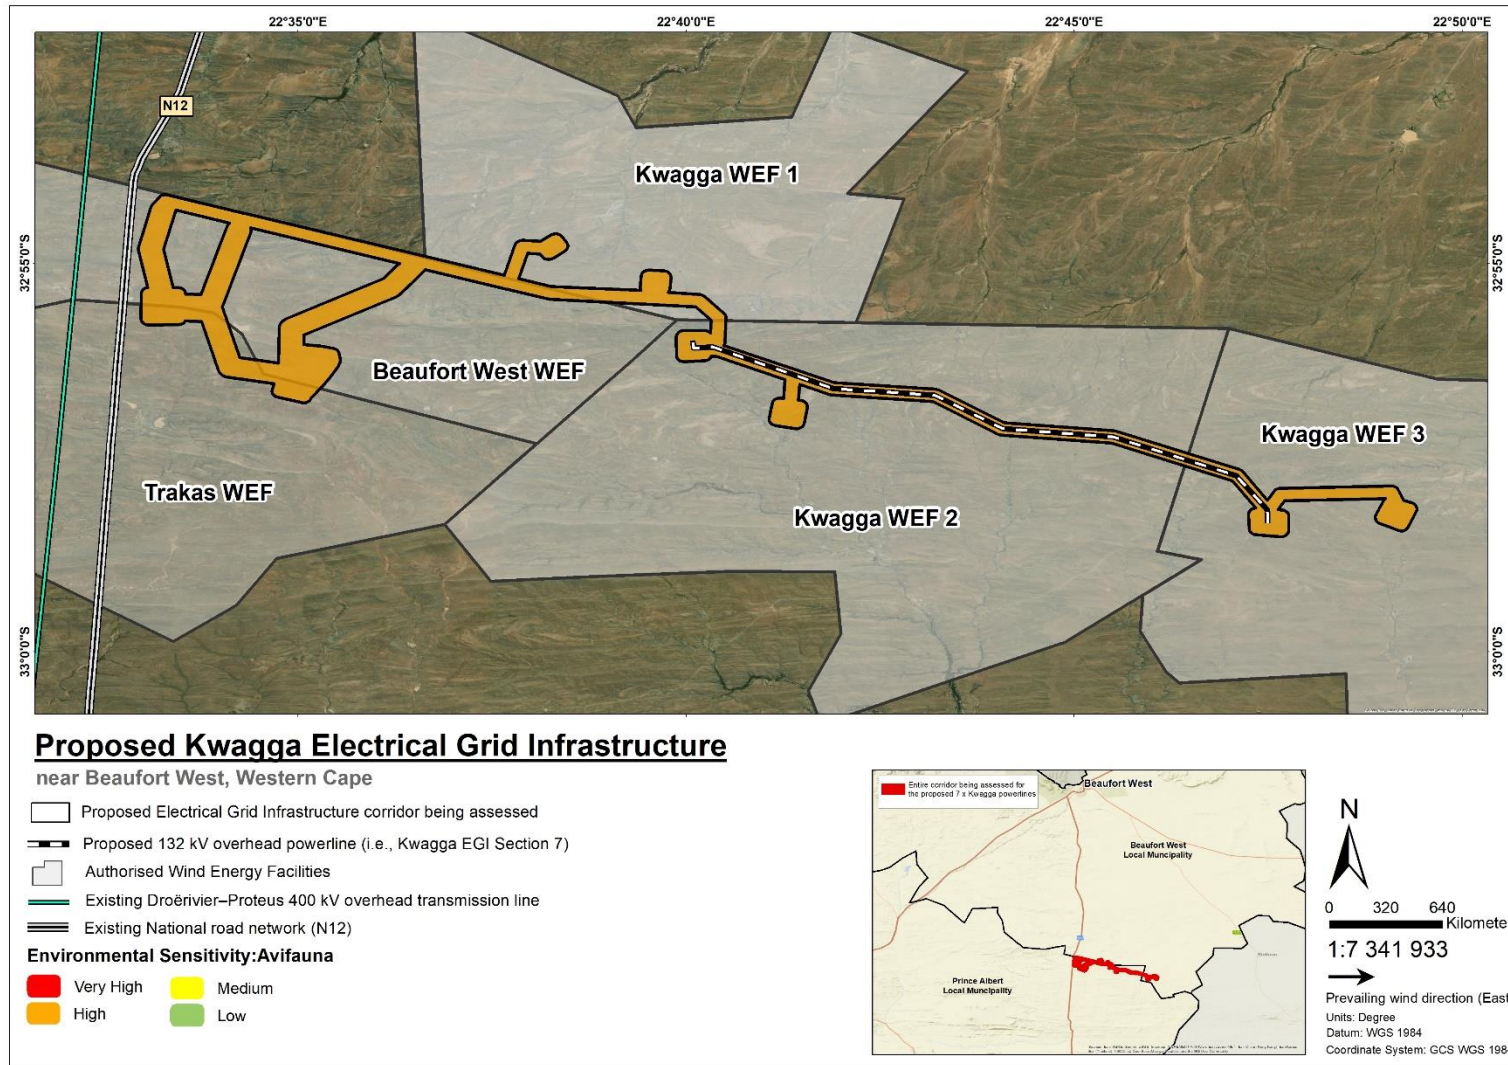 22°35'0"E
22°40'0"E
22°45'0"E
22°50'0"E
N12
32°55'0"S
32°55'0"S
Kwagga WEF 1
Beaufort West WEF
Kwagga WEF 3
Trakas WEF
Kwagga WEF 2
33°0'0"S
33°0'0"S
Proposed Kwagga Electrical Grid Infrastructure
near Beaufort West, Western Cape
Proposed Electrical Grid Infrastructure corridor being assessed
Proposed 132 kV overhead powerline (i.e., Kwagga EGI Section 7)
Authorised Wind Energy Facilities
Existing Droërivier–Proteus 400 kV overhead transmission line
Existing National road network (N12)
Environmental Sensitivity:Avifauna
Very High
Medium
High
Low
Entire corridor being assessed for
the proposed 7 x Kwagga powerlines
Beaufort West
Beaufort West
Local Muncipality
Prince Albert
Local Muncipality
N
0 320 640
Kilomete
1:7 341 933
Prevailing wind direction (East
Units: Degree
Datum: WGS 1984
Coordinate System: GCS WGS 198